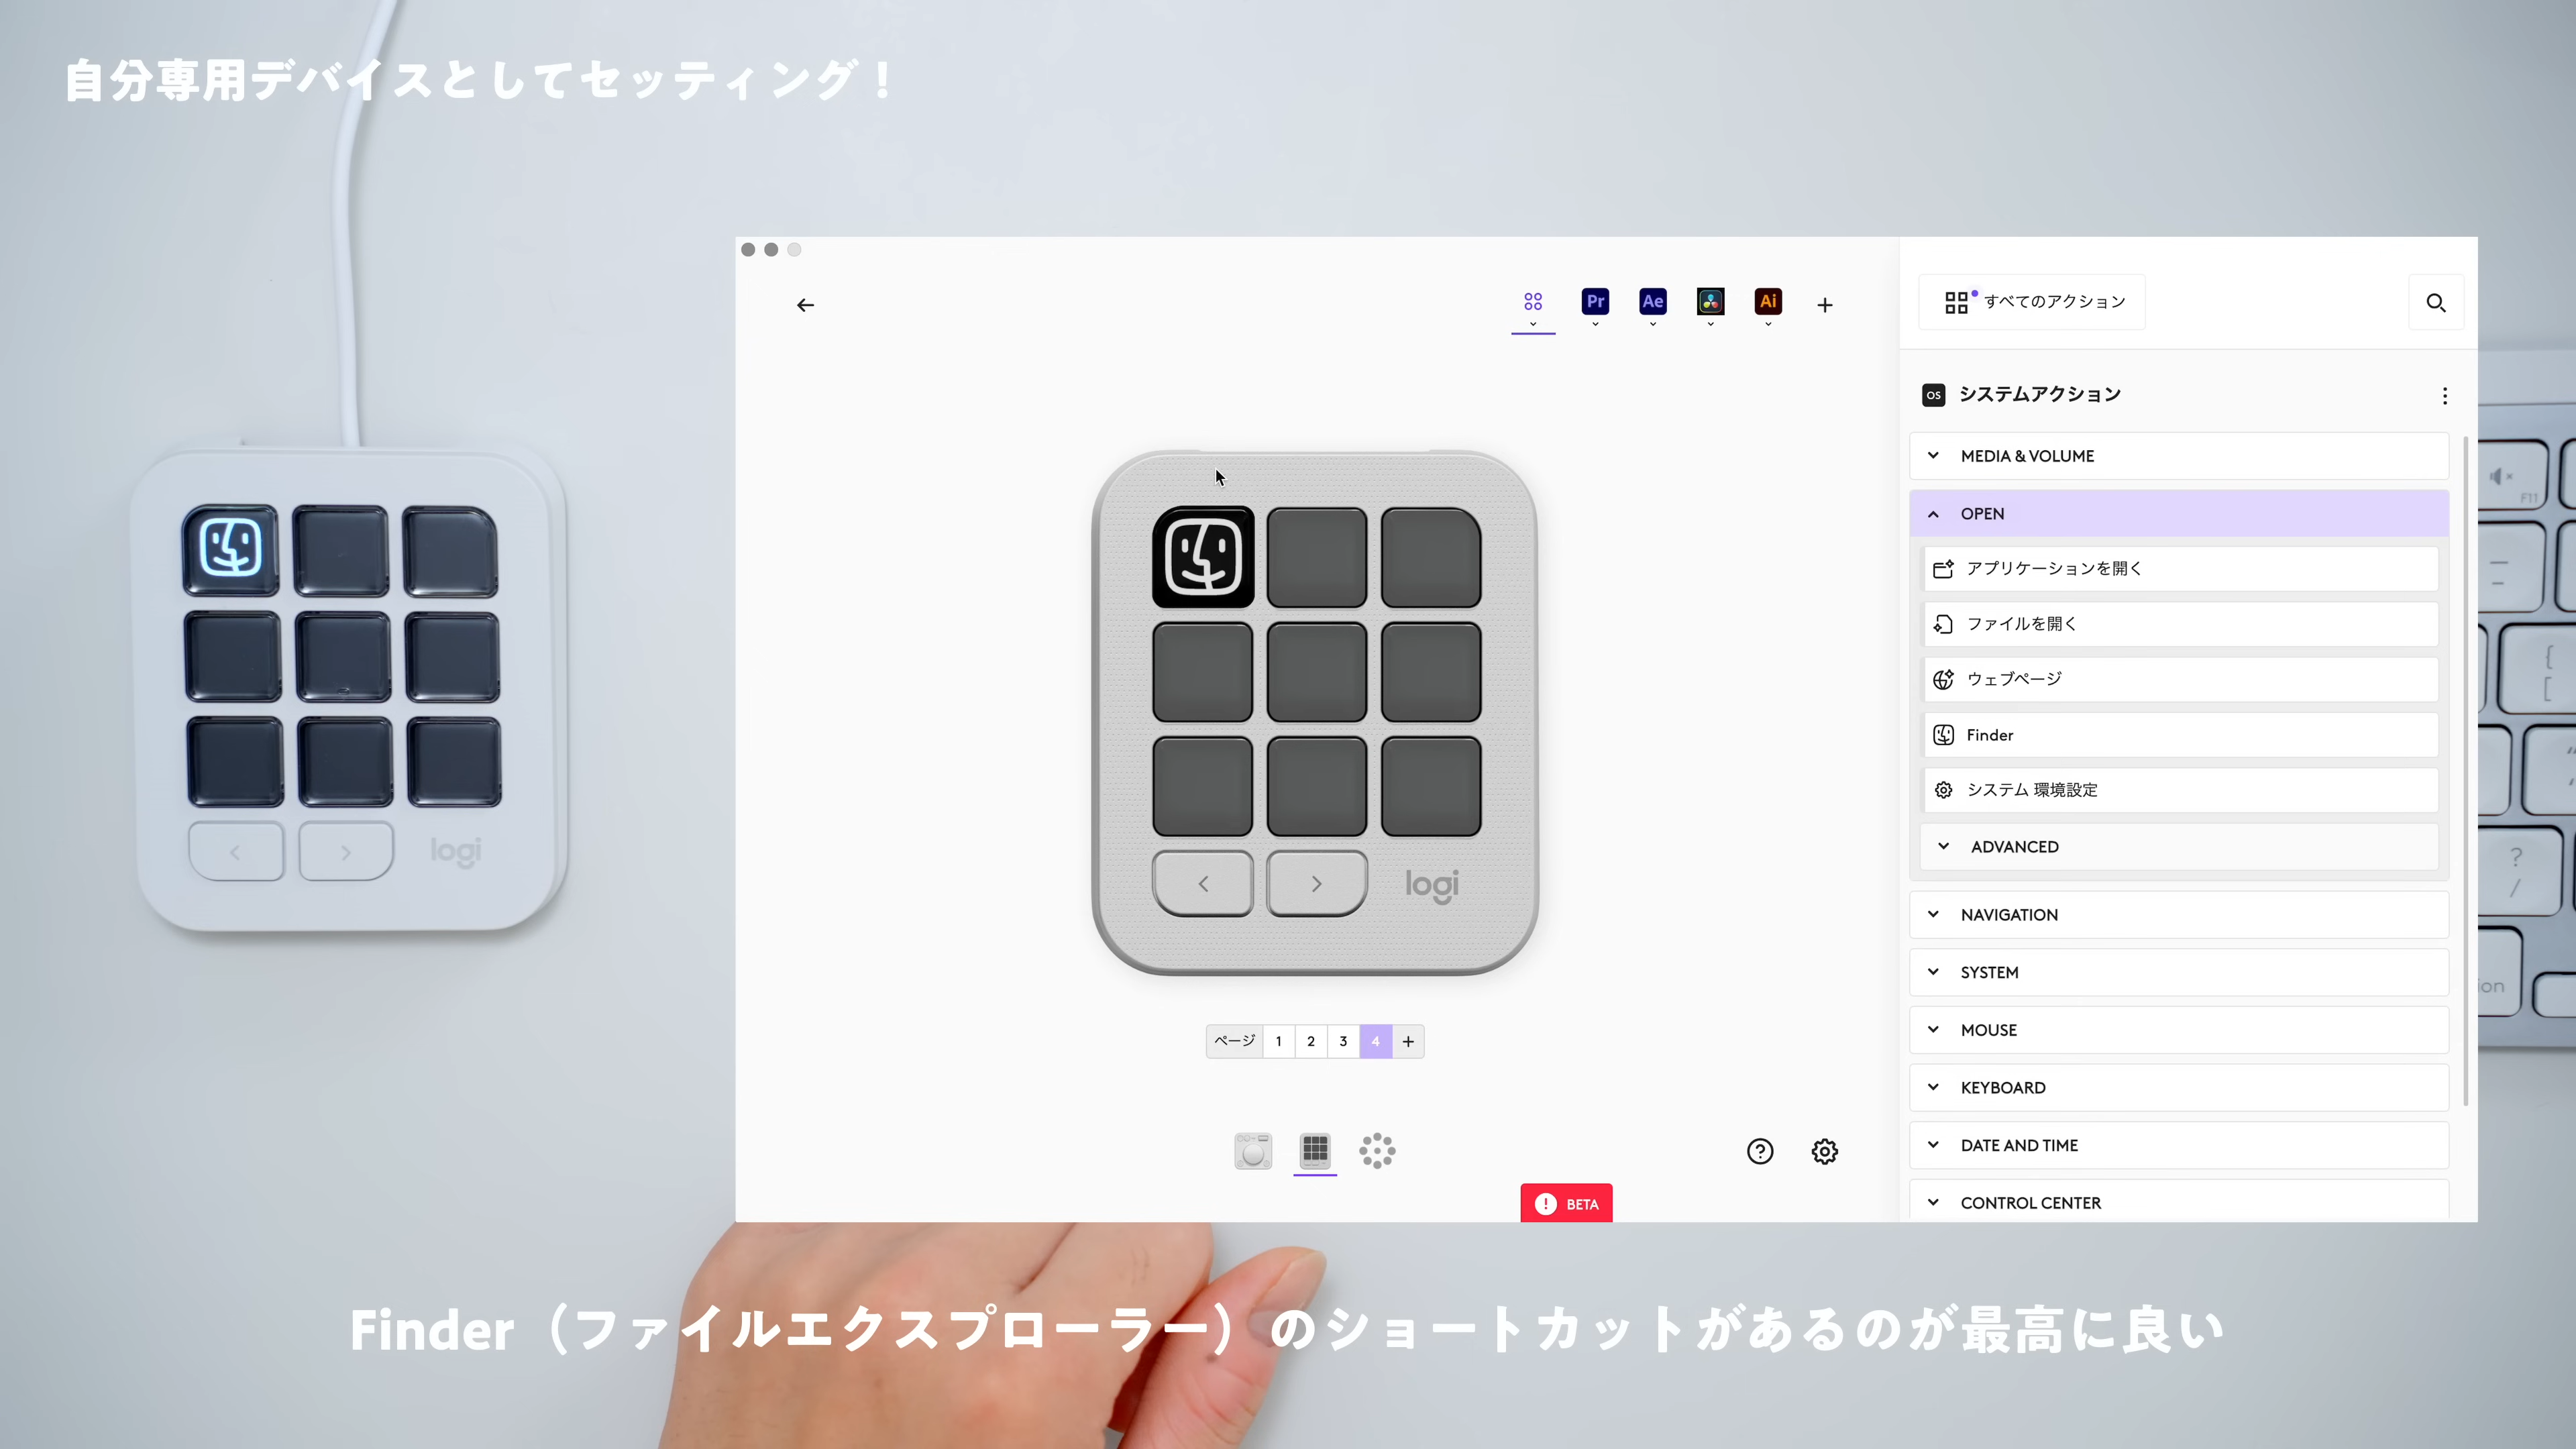 自分専用デバイスとしてセッティング！
Pr
Ae
Ai
すべてのアクション
OS システムアクション
MEDIA & VOLUME
OPEN
アプリケーションを開く
ファイルを開く
ウェブページ
Finder
システム 環境設定
ADVANCED
NAVIGATION
SYSTEM
MOUSE
KEYBOARD
DATE AND TIME
CONTROL CENTER
logi
logi
ページ 1 2 3 4 +
BETA
F11
Finder（ファイルエクスプローラー）のショートカットがあるのが最高に良い